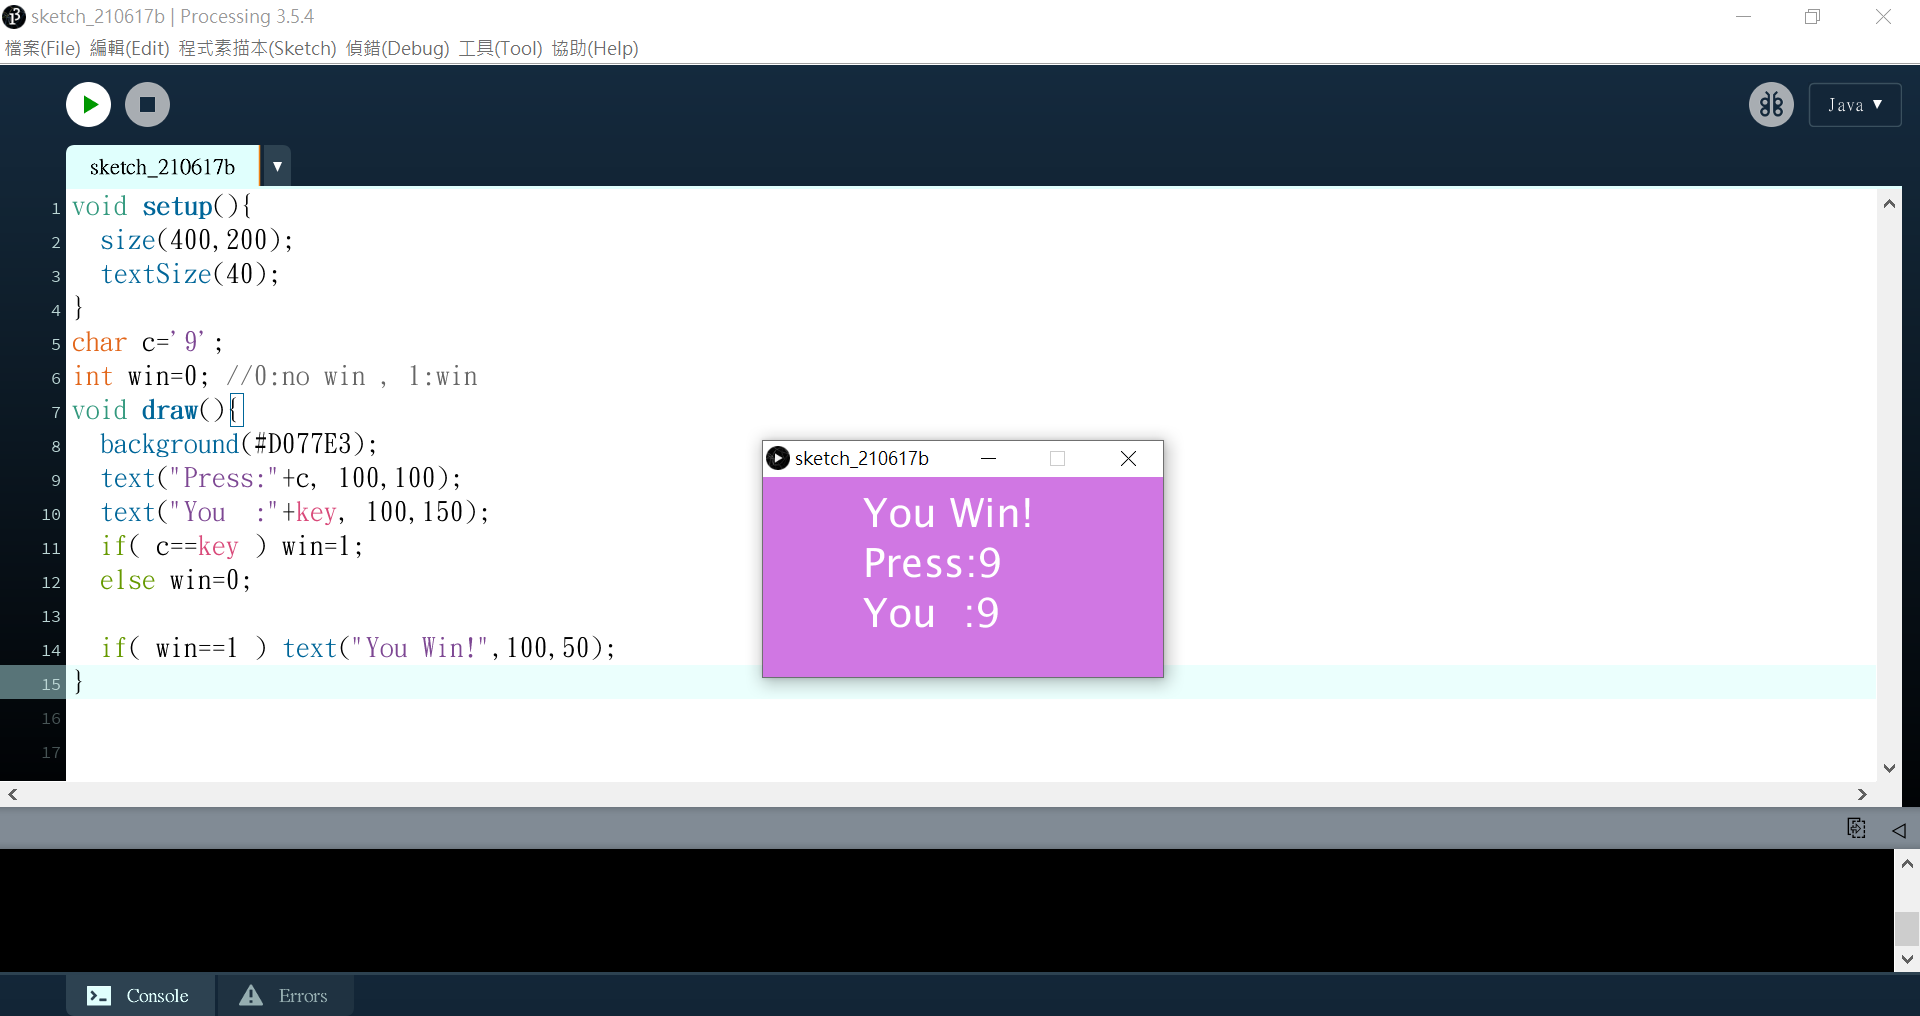 sketch_210617b | Processing 3.5.4
檔案(File) 編輯(Edit) 程式素描本(Sketch) 偵錯(Debug) 工具(Tool) 協助(Help)
Java ▼
sketch_210617b ▼
1 void setup(){
2   size(400,200);
3   textSize(40);
4 }
5 char c='9';
6 int win=0; //0:no win , 1:win
7 void draw(){
8   background(#D077E3);
9   text("Press:"+c, 100,100);
10   text("You  :"+key, 100,150);
11   if( c==key ) win=1;
12   else win=0;
13
14   if( win==1 ) text("You Win!",100,50);
15 }
16
17
sketch_210617b
You Win!
Press:9
You  :9
Console
Errors